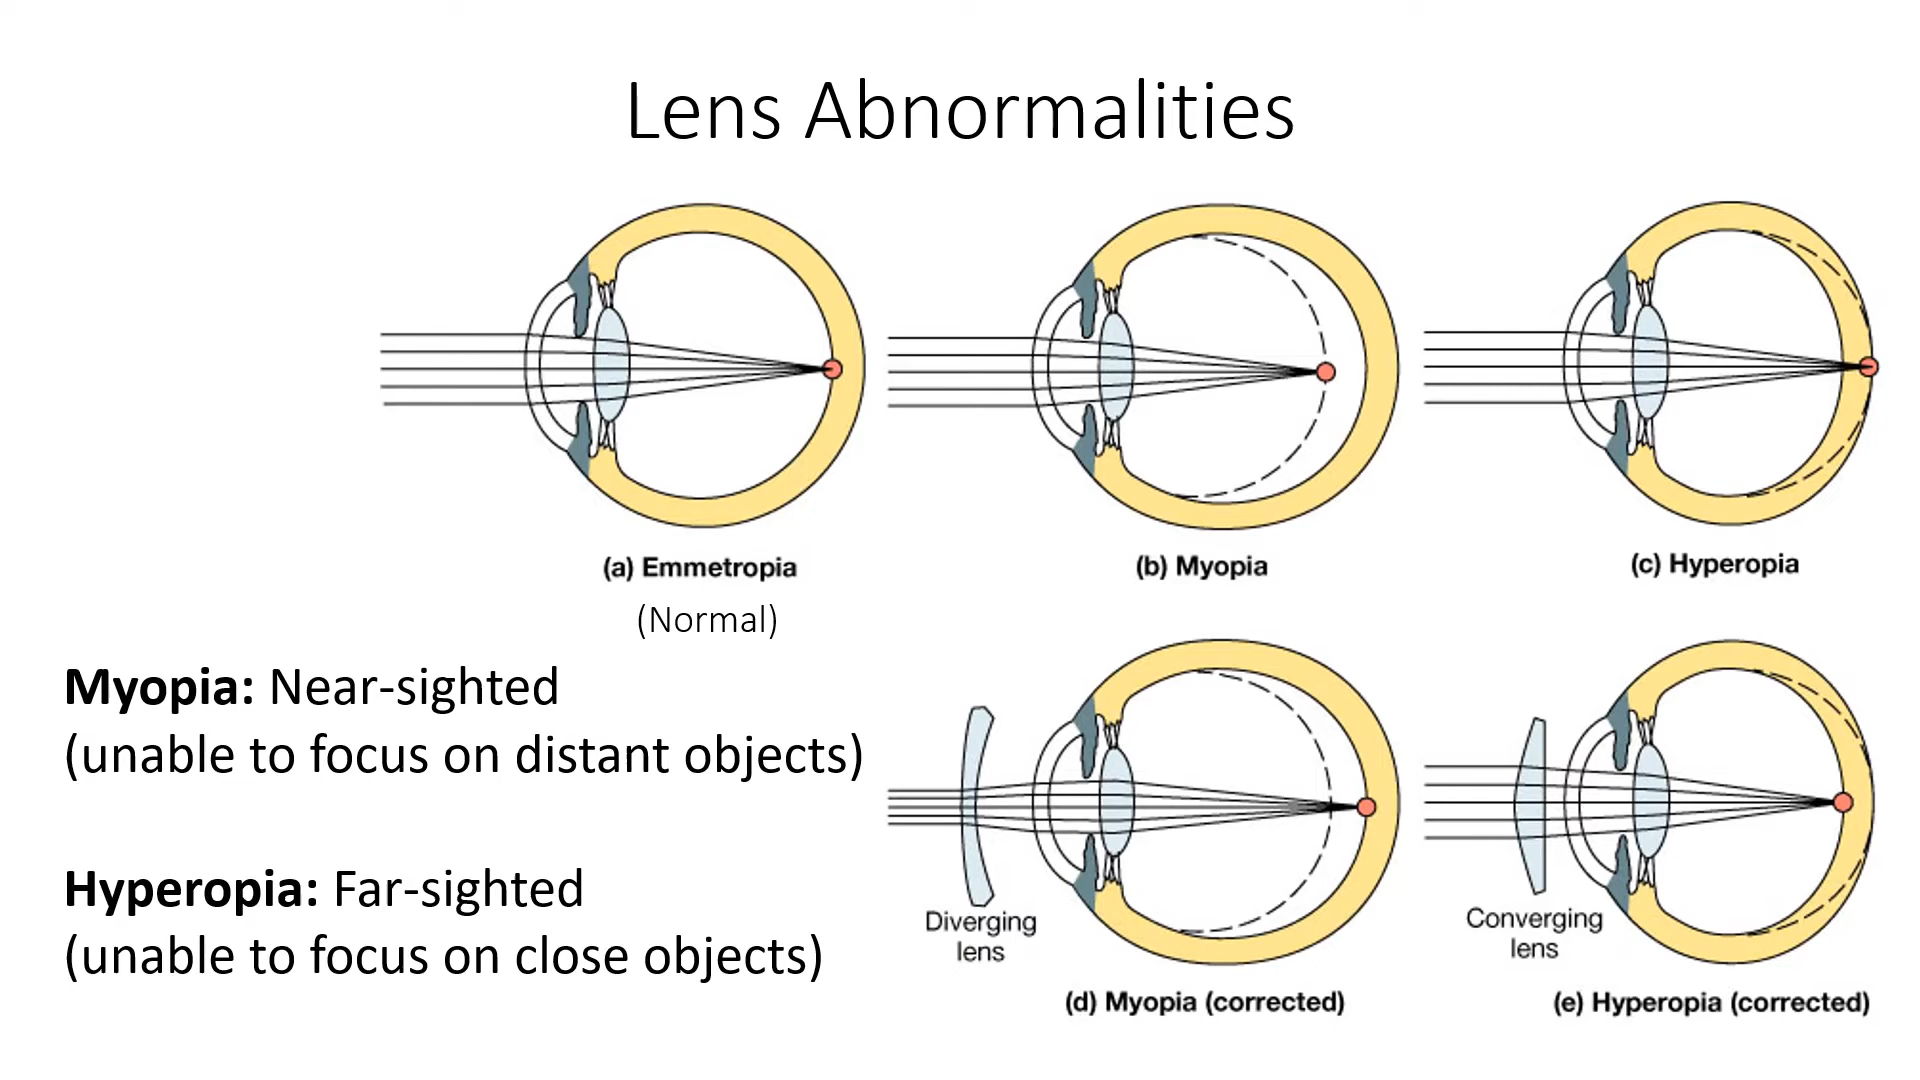 Lens Abnormalities
(a) Emmetropia
(Normal)
(b) Myopia
(c) Hyperopia
Myopia: Near-sighted
(unable to focus on distant objects)
Hyperopia: Far-sighted
(unable to focus on close objects)
Diverging
lens
(d) Myopia (corrected)
Converging
lens
(e) Hyperopia (corrected)